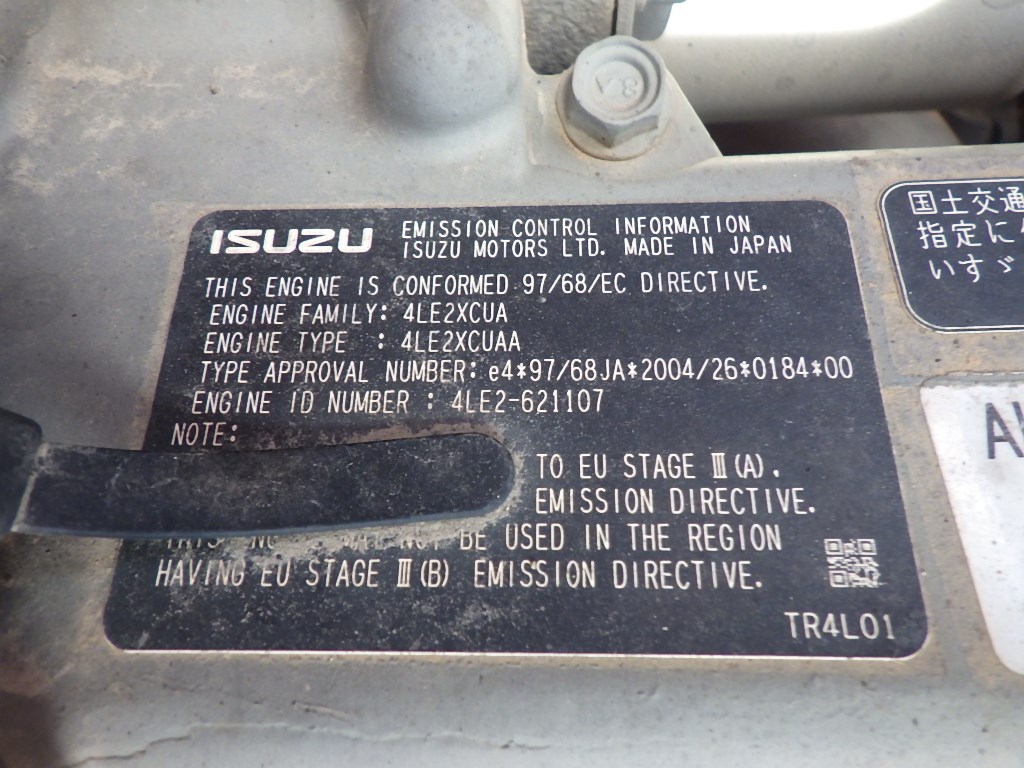 8.4
ISUZU EMISSION CONTROL INFORMATION
ISUZU MOTORS LTD. MADE IN JAPAN
THIS ENGINE IS CONFORMED 97/68/EC DIRECTIVE.
ENGINE FAMILY: 4LE2XCUA
ENGINE TYPE : 4LE2XCUAA
TYPE APPROVAL NUMBER: e4*97/68JA*2004/26*0184*00
ENGINE ID NUMBER : 4LE2-621107
NOTE:
TO EU STAGE Ⅲ(A).
EMISSION DIRECTIVE.
NOT BE USED IN THE REGION
HAVING EU STAGE Ⅲ(B) EMISSION DIRECTIVE.
TR4L01
国土交通
指定に
いすゞ
A